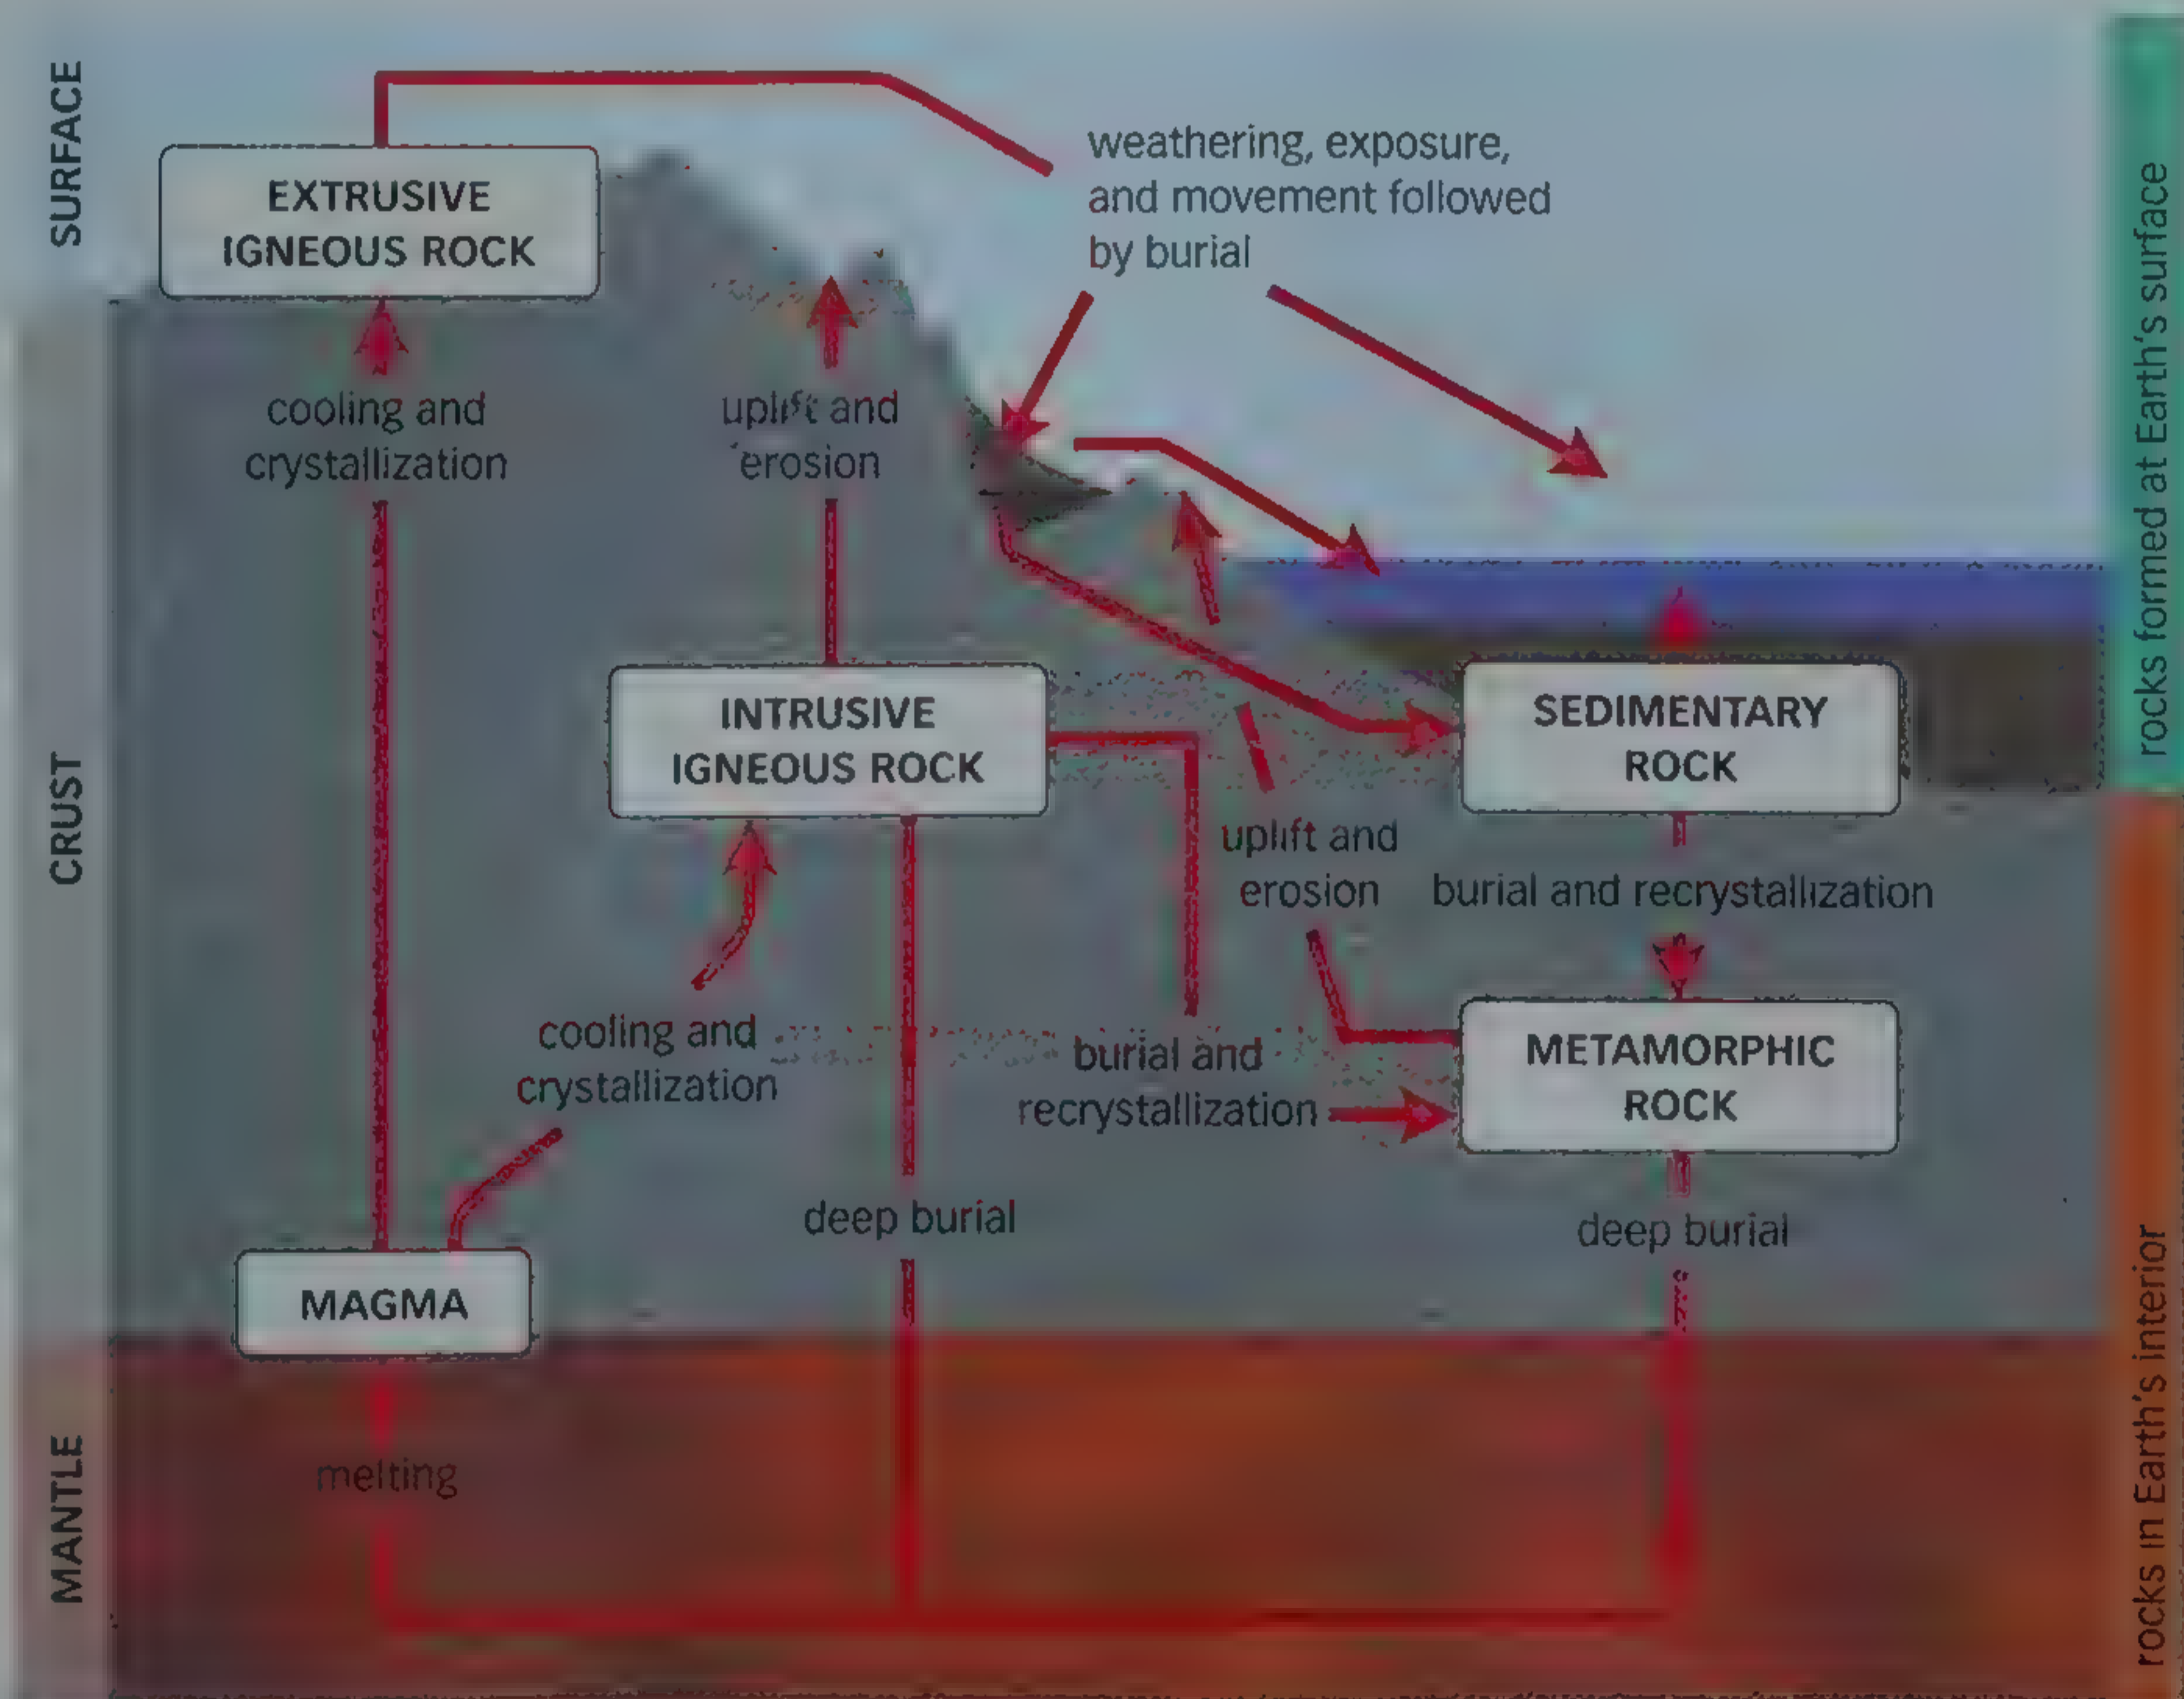 SURFACE
CRUST
MANTLE
EXTRUSIVE
IGNEOUS ROCK
weathering, exposure,
and movement followed
by burial
cooling and
crystallization
uplift and
erosion
INTRUSIVE
IGNEOUS ROCK
SEDIMENTARY
ROCK
uplift and
erosion
burial and recrystallization
cooling and
crystallization
burial and
recrystallization
METAMORPHIC
ROCK
deep burial
deep burial
MAGMA
melting
rocks formed at Earth's surface
rocks in Earth's interior